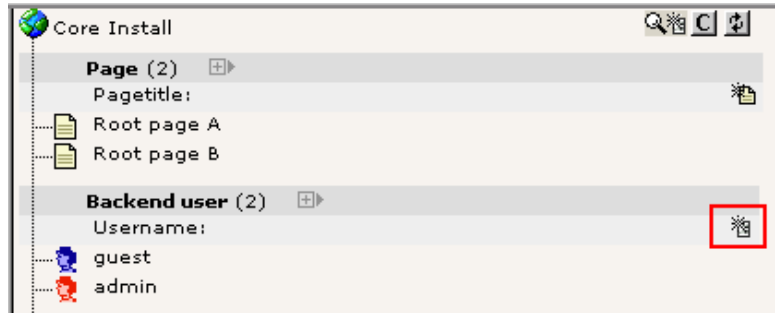 Core Install C
Page (2)
Pagetitle:
Root page A
Root page B
Backend user (2)
Username:
guest
admin